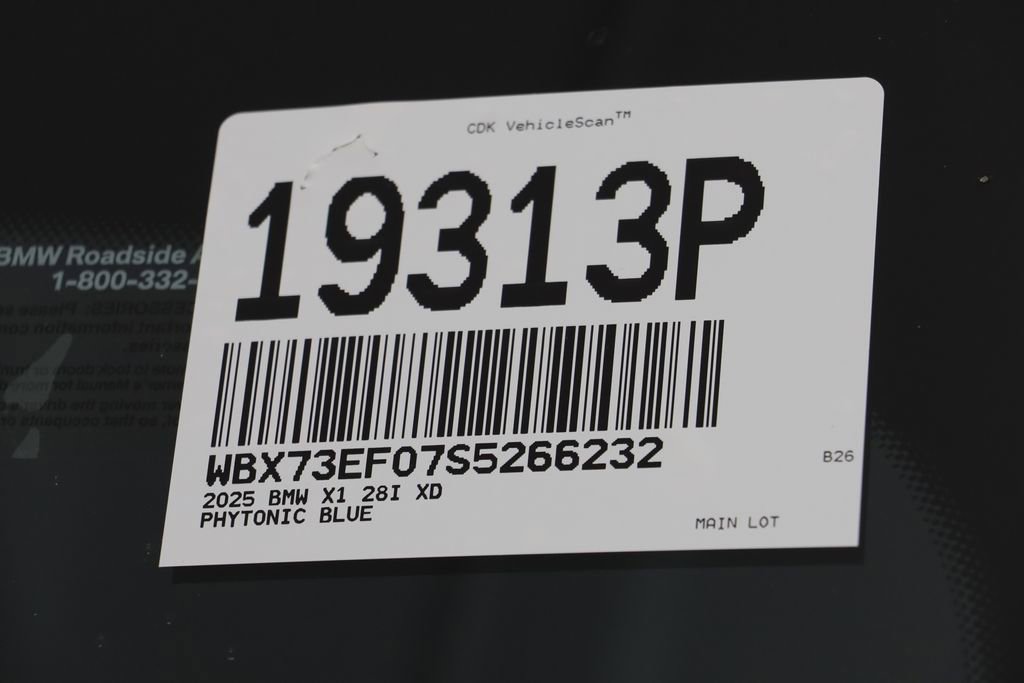 CDK VehicleScan™
19313P
WBX73EF07S5266232
2025 BMW X1 28I XD
PHYTONIC BLUE
B26
MAIN LOT
BMW Roadside
1-800-332-